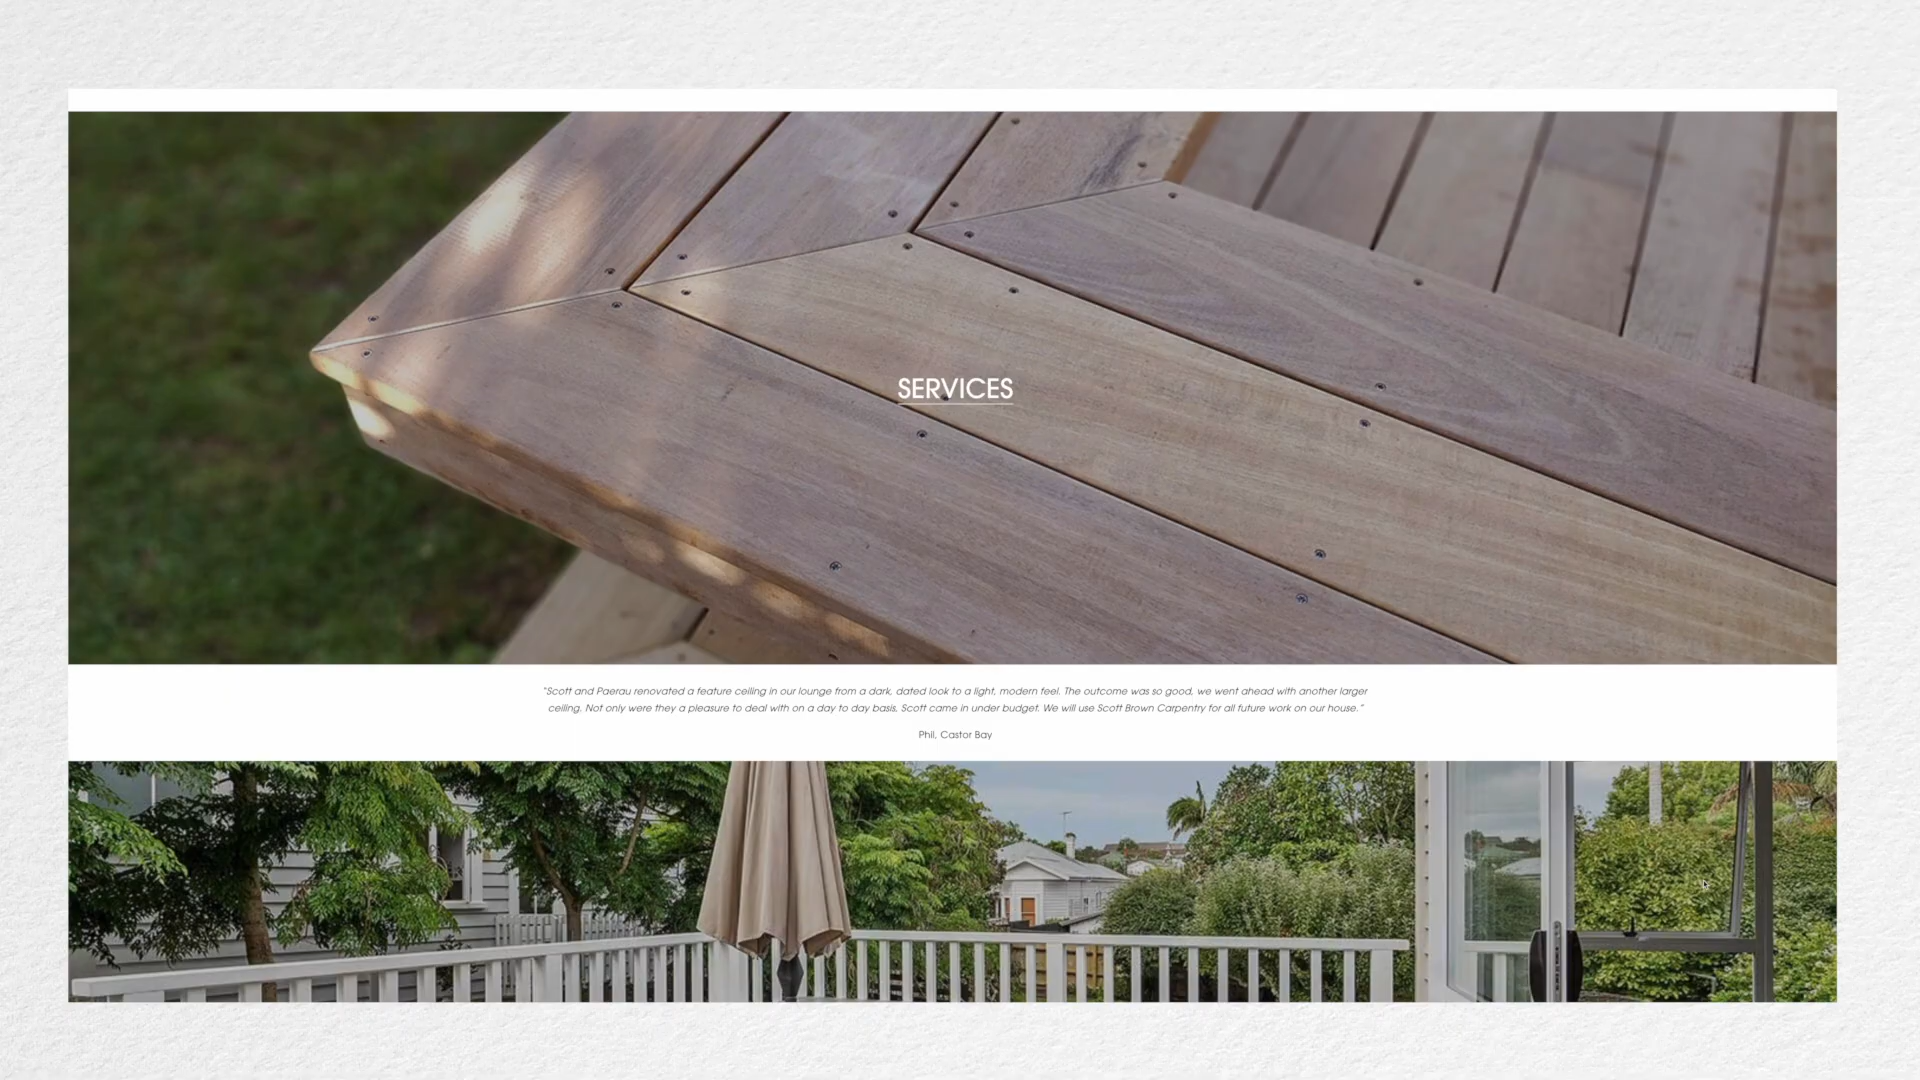 SERVICES
"Scott and Paerau renovated a feature ceiling in our lounge from a dark, dated look to a light, modern feel. The outcome was so good, we went ahead with another larger
ceiling. Not only were they a pleasure to deal with on a day to day basis, Scott came in under budget. We will use Scott Brown Carpentry for all future work on our house."
Phil, Castor Bay